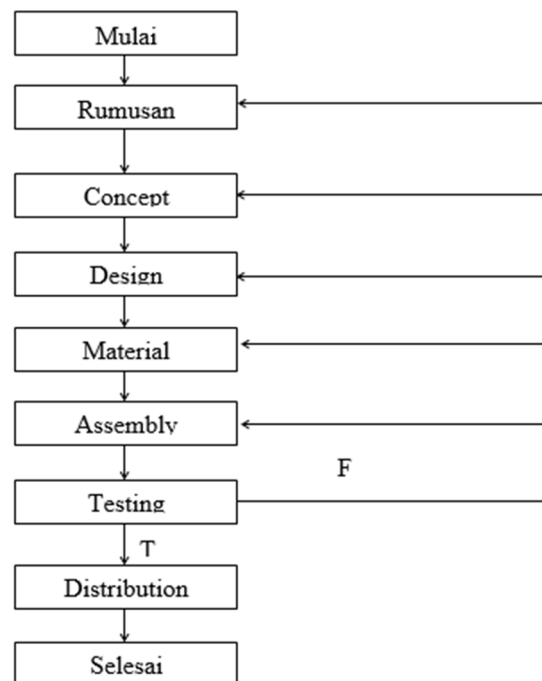 Mulai
Rumusan
Concept
Design
Material
Assembly
F
Testing
T
Distribution
Selesai